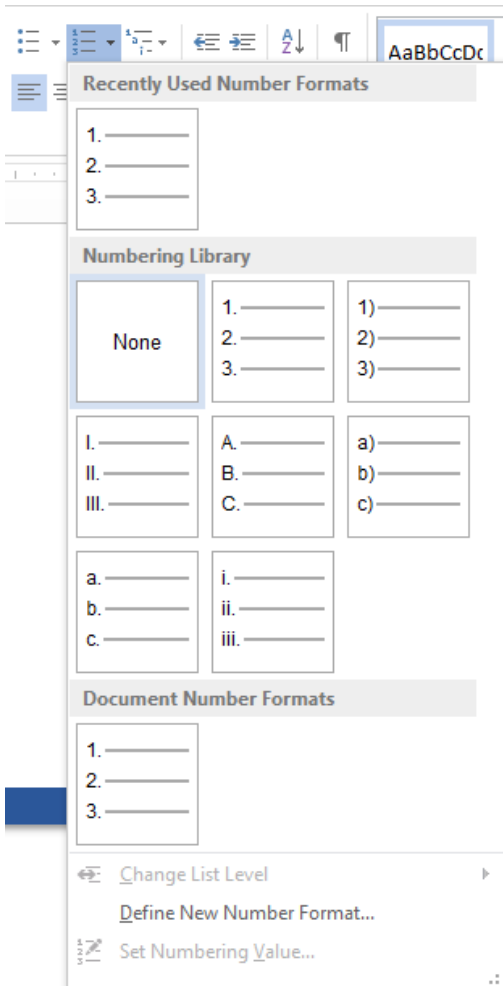 AaBbCcDc
Recently Used Number Formats
1.
2.
3.
Numbering Library
None
1.
2.
3.
1)
2)
3)
I.
II.
III.
A.
B.
C.
a)
b)
c)
a.
b.
c.
i.
ii.
iii.
Document Number Formats
1.
2.
3.
Change List Level
Define New Number Format...
Set Numbering Value...